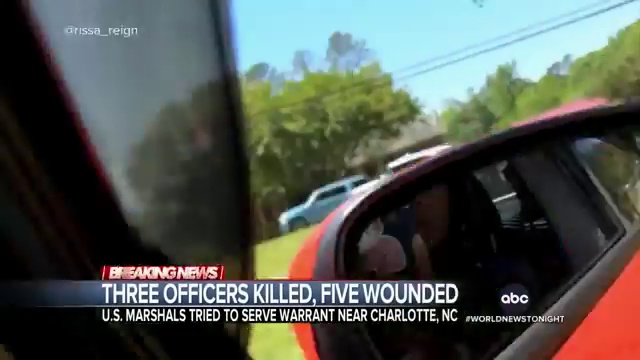 @rissa_reign
BREAKING NEWS
THREE OFFICERS KILLED, FIVE WOUNDED
abc
U.S. MARSHALS TRIED TO SERVE WARRANT NEAR CHARLOTTE, NC
#WORLDNEWSTONIGHT